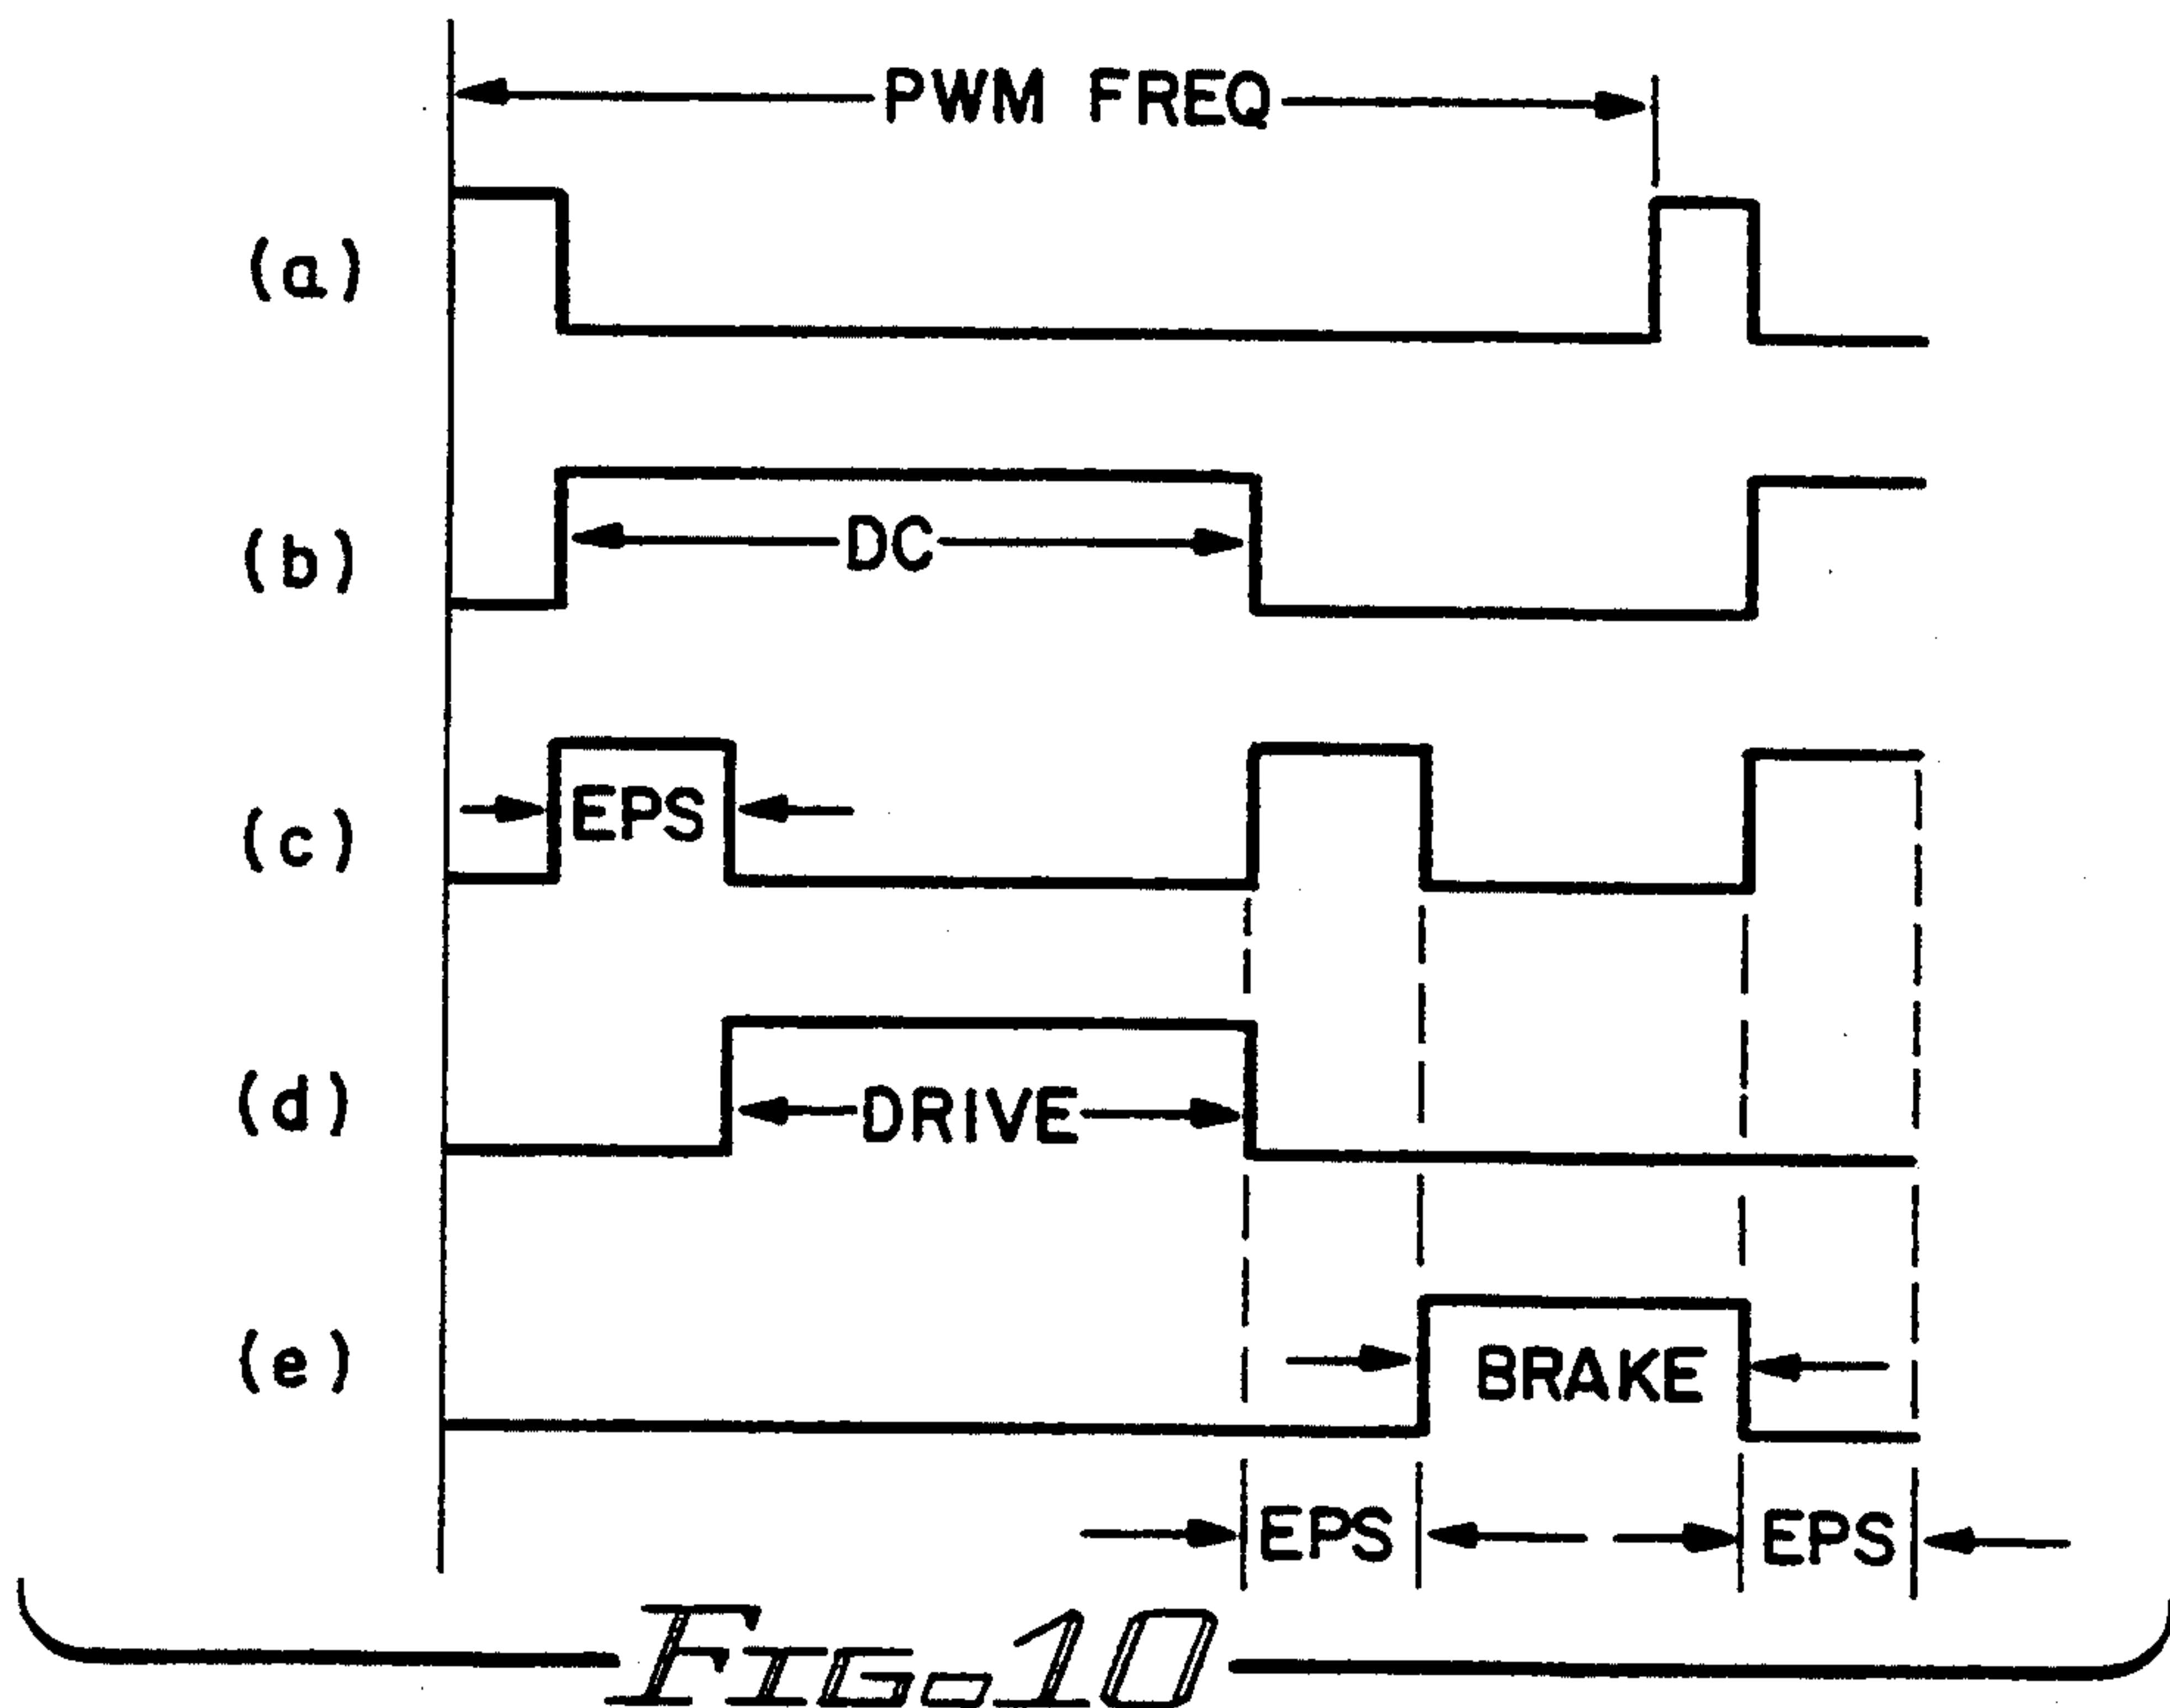 PWM FREQ
(a)
(b)
DC
(c)
EPS
(d)
DRIVE
(e)
BRAKE
EPS
EPS
FIG. 10